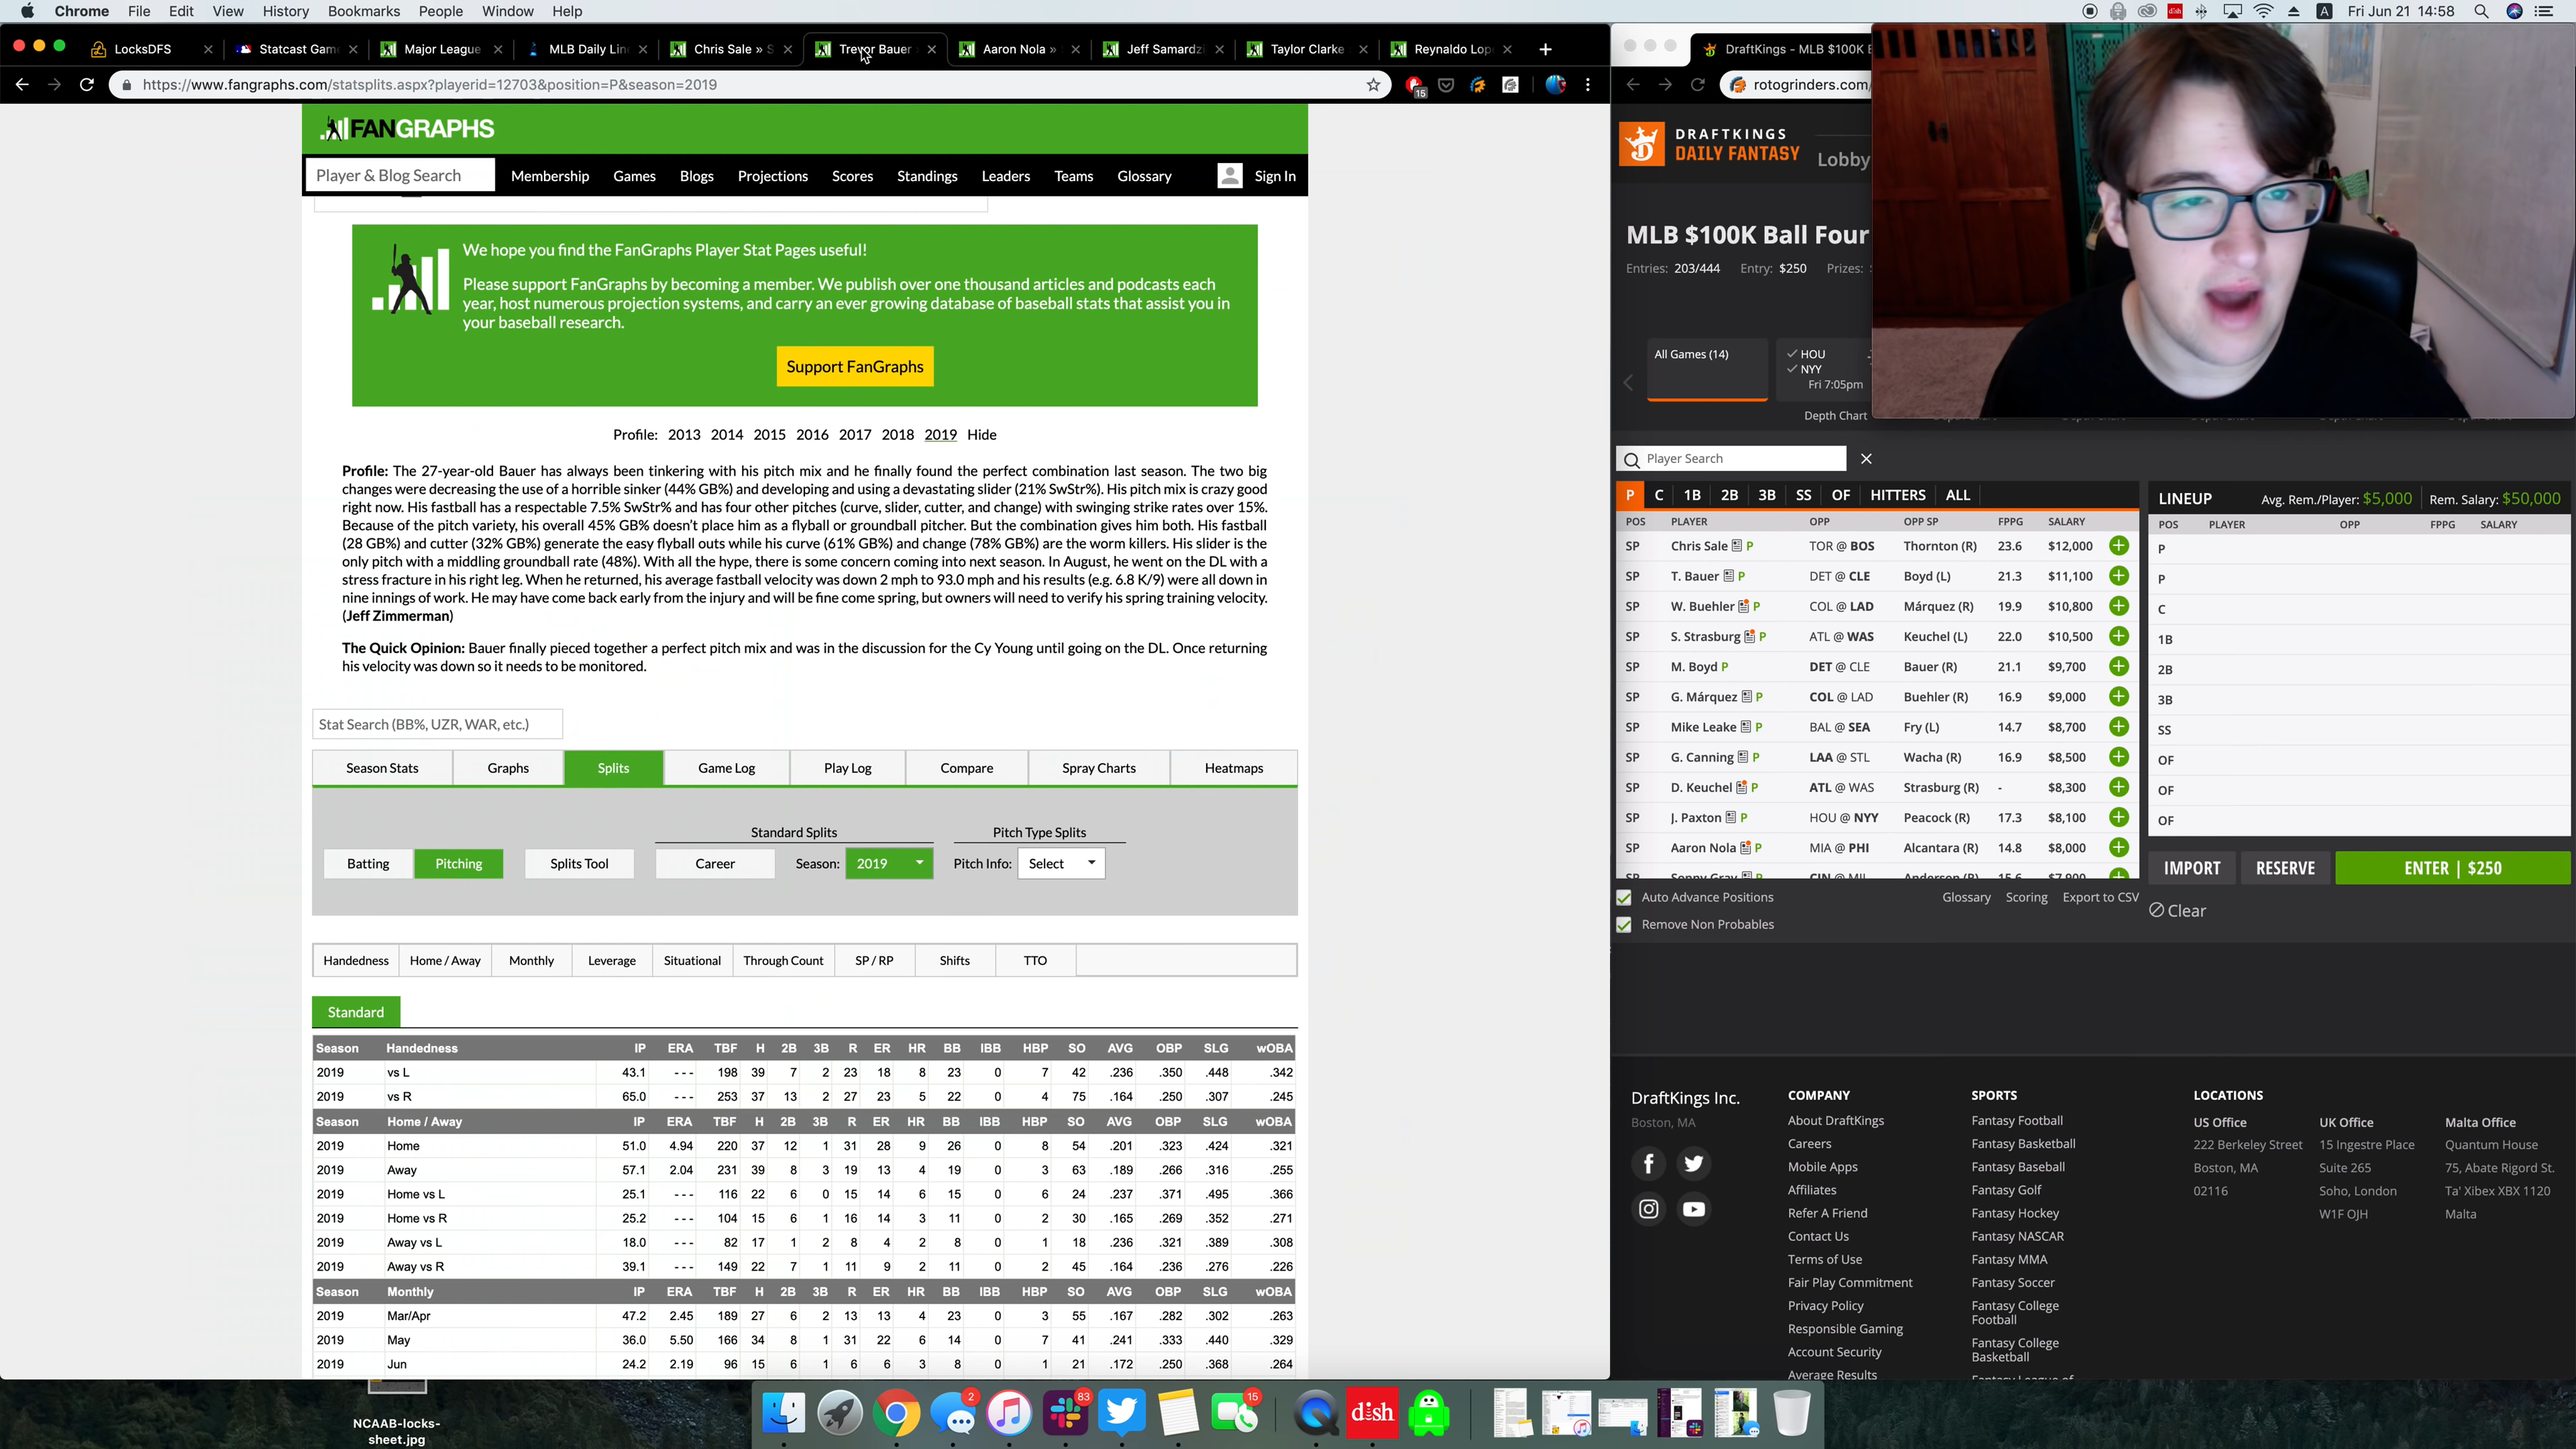 Chrome File Edit View History Bookmarks People Window Help
Fri Jun 21 14:58
LocksDFS
Statcast Gam
Major League
MLB Daily Lin
Chris Sale » S
Trevor Bauer
Aaron Nola »
Jeff Samardzi
Taylor Clarke
Reynaldo Lop
https://www.fangraphs.com/statsplits.aspx?playerid=12703&position=P&season=2019
15
FANGRAPHS
Player & Blog Search Membership Games Blogs Projections Scores Standings Leaders Teams Glossary Sign In
We hope you find the FanGraphs Player Stat Pages useful!
Please support FanGraphs by becoming a member. We publish over one thousand articles and podcasts each
year, host numerous projection systems, and carry an ever growing database of baseball stats that assist you in
your baseball research.
Support FanGraphs
Profile: 2013 2014 2015 2016 2017 2018 2019 Hide
Profile: The 27-year-old Bauer has always been tinkering with his pitch mix and he finally found the perfect combination last season. The two big
changes were decreasing the use of a horrible sinker (44% GB%) and developing and using a devastating slider (21% SwStr%). His pitch mix is crazy good
right now. His fastball has a respectable 7.5% SwStr% and has four other pitches (curve, slider, cutter, and change) with swinging strike rates over 15%.
Because of the pitch variety, his overall 45% GB% doesn't place him as a flyball or groundball pitcher. But the combination gives him both. His fastball
(28 GB%) and cutter (32% GB%) generate the easy flyball outs while his curve (61% GB%) and change (78% GB%) are the worm killers. His slider is the
only pitch with a middling groundball rate (48%). With all the hype, there is some concern coming into next season. In August, he went on the DL with a
stress fracture in his right leg. When he returned, his average fastball velocity was down 2 mph to 93.0 mph and his results (e.g. 6.8 K/9) were all down in
nine innings of work. He may have come back early from the injury and will be fine come spring, but owners will need to verify his spring training velocity.
(Jeff Zimmerman)
The Quick Opinion: Bauer finally pieced together a perfect pitch mix and was in the discussion for the Cy Young until going on the DL. Once returning
his velocity was down so it needs to be monitored.
Stat Search (BB%, UZR, WAR, etc.)
Season Stats Graphs Splits Game Log Play Log Compare Spray Charts Heatmaps
Standard Splits Pitch Type Splits
Batting Pitching Splits Tool Career Season: 2019 Pitch Info: Select
Handedness Home / Away Monthly Leverage Situational Through Count SP / RP Shifts TTO
Standard
Season Handedness IP ERA TBF H 2B 3B R ER HR BB IBB HBP SO AVG OBP SLG wOBA
2019 vs L 43.1 --- 198 39 7 2 23 18 8 23 0 7 42 .236 .350 .448 .342
2019 vs R 65.0 --- 253 37 13 2 27 23 5 22 0 4 75 .164 .250 .307 .245
Season Home / Away IP ERA TBF H 2B 3B R ER HR BB IBB HBP SO AVG OBP SLG wOBA
2019 Home 51.0 4.94 220 37 12 1 31 28 9 26 0 8 54 .201 .323 .424 .321
2019 Away 57.1 2.04 231 39 8 3 19 13 4 19 0 3 63 .189 .266 .316 .255
2019 Home vs L 25.1 --- 116 22 6 0 15 14 6 15 0 6 24 .237 .371 .495 .366
2019 Home vs R 25.2 --- 104 15 6 1 16 14 3 11 0 2 30 .165 .269 .352 .271
2019 Away vs L 18.0 --- 82 17 1 2 8 4 2 8 0 1 18 .236 .321 .389 .308
2019 Away vs R 39.1 --- 149 22 7 1 11 9 2 11 0 2 45 .164 .236 .276 .226
Season Monthly IP ERA TBF H 2B 3B R ER HR BB IBB HBP SO AVG OBP SLG wOBA
2019 Mar/Apr 47.2 2.45 189 27 6 2 13 13 4 23 0 3 55 .167 .282 .302 .263
2019 May 36.0 5.50 166 34 8 1 31 22 6 14 0 7 41 .241 .333 .440 .329
2019 Jun 24.2 2.19 96 15 6 1 6 6 3 8 0 1 21 .172 .250 .368 .264
DraftKings - MLB $100K B
rotogrinders.com/
DRAFTKINGS
DAILY FANTASY
Lobby
MLB $100K Ball Four
Entries: 203/444 Entry: $250 Prizes:
All Games (14)
HOU
NYY
Fri 7:05pm
Depth Chart
Player Search
P C 1B 2B 3B SS OF HITTERS ALL
POS PLAYER OPP OPP SP FPPG SALARY
SP Chris Sale P TOR @ BOS Thornton (R) 23.6 $12,000
SP T. Bauer P DET @ CLE Boyd (L) 21.3 $11,100
SP W. Buehler P COL @ LAD Márquez (R) 19.9 $10,800
SP S. Strasburg P ATL @ WAS Keuchel (L) 22.0 $10,500
SP M. Boyd P DET @ CLE Bauer (R) 21.1 $9,700
SP G. Márquez P COL @ LAD Buehler (R) 16.9 $9,000
SP Mike Leake P BAL @ SEA Fry (L) 14.7 $8,700
SP G. Canning P LAA @ STL Wacha (R) 16.9 $8,500
SP D. Keuchel P ATL @ WAS Strasburg (R) - $8,300
SP J. Paxton P HOU @ NYY Peacock (R) 17.3 $8,100
SP Aaron Nola P MIA @ PHI Alcantara (R) 14.8 $8,000
SP Sonny Gray P CIN @ MIL Anderson (R) 15.6 $7,900
Auto Advance Positions
Remove Non Probables
Glossary Scoring Export to CSV
LINEUP Avg. Rem./Player: $5,000 Rem. Salary: $50,000
POS PLAYER OPP FPPG SALARY
P
P
C
1B
2B
3B
SS
OF
OF
OF
IMPORT RESERVE ENTER | $250
Clear
DraftKings Inc.
Boston, MA
COMPANY
About DraftKings
Careers
Mobile Apps
Affiliates
Refer A Friend
Contact Us
Terms of Use
Fair Play Commitment
Privacy Policy
Responsible Gaming
Account Security
Average Results
SPORTS
Fantasy Football
Fantasy Basketball
Fantasy Baseball
Fantasy Golf
Fantasy Hockey
Fantasy NASCAR
Fantasy MMA
Fantasy Soccer
Fantasy College
Football
Fantasy College
Basketball
Fantasy League of
LOCATIONS
US Office
222 Berkeley Street
Boston, MA
02116
UK Office
15 Ingestre Place
Suite 265
Soho, London
W1F OJH
Malta Office
Quantum House
75, Abate Rigord St.
Ta' Xibex XBX 1120
Malta
NCAAB-locks-
sheet.jpg
2
83
15
dish